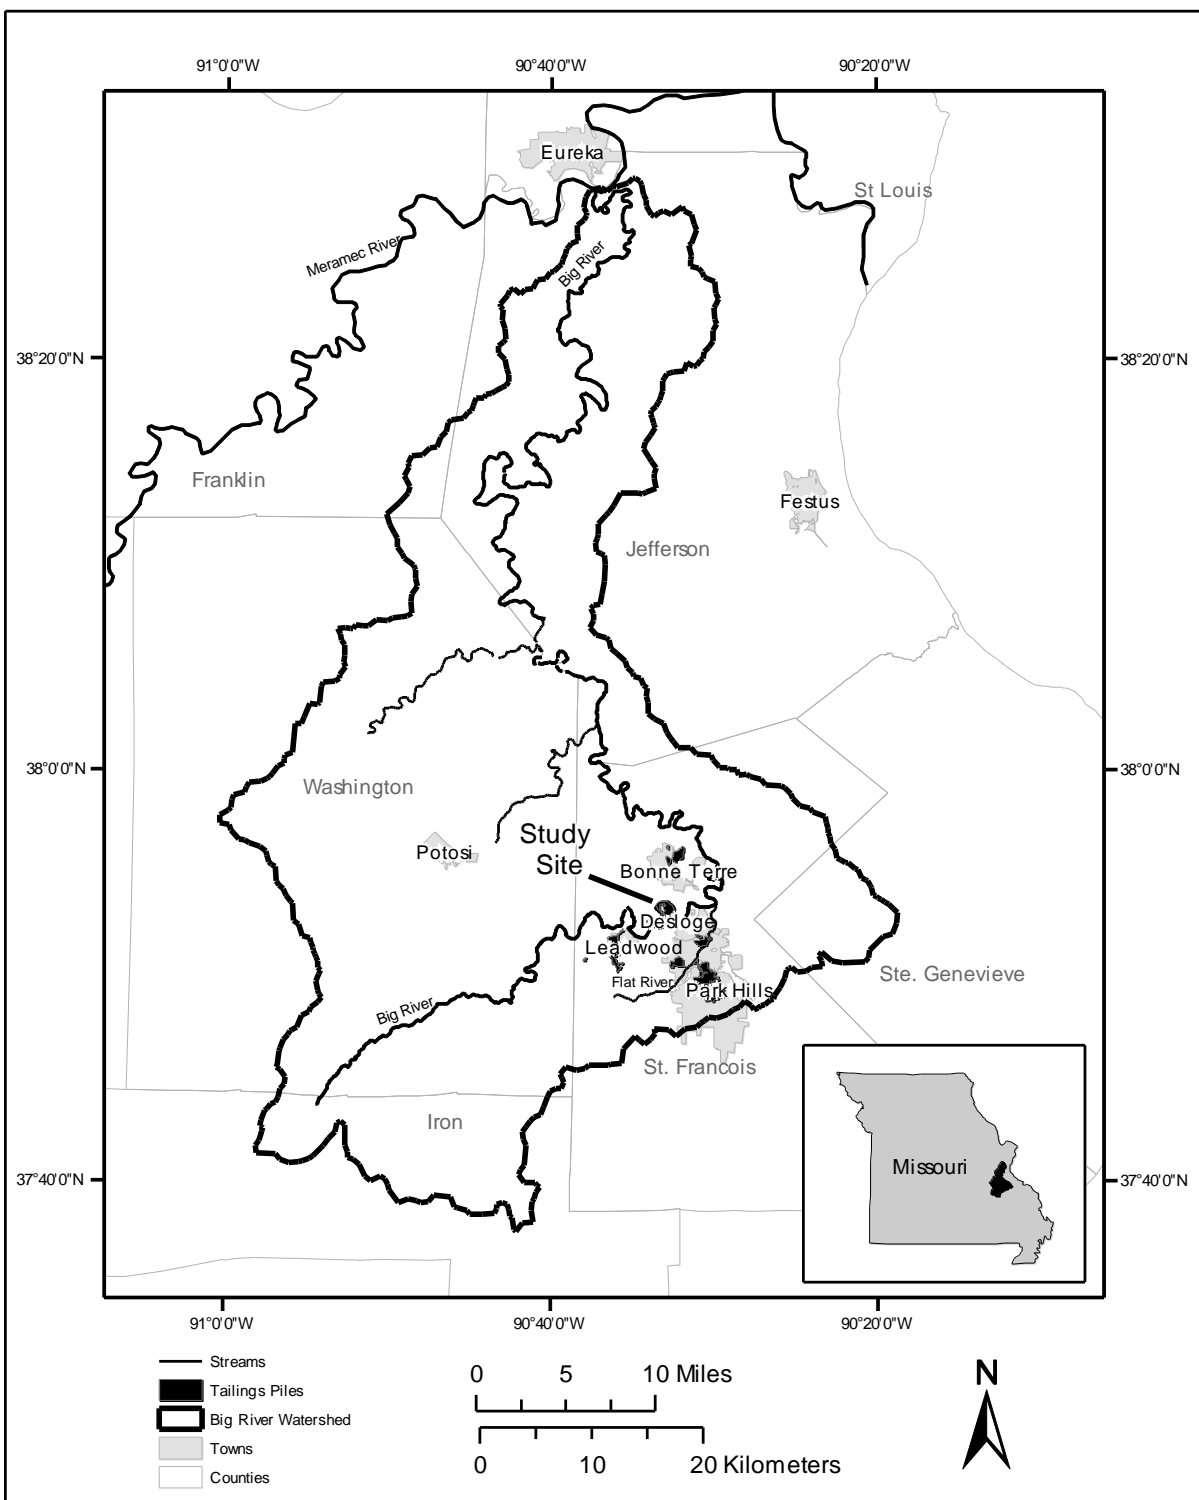 91°0'0"W
90°40'0"W
90°20'0"W
Eureka
St Louis
Meramec River
Big River
38°20'0"N
38°20'0"N
Franklin
Festus
Jefferson
38°0'0"N
38°0'0"N
Washington
Study
Site
Potosi
Bonne Terre
Desloge
Leadwood
Flat River
Park Hills
Ste. Genevieve
Big River
St. Francois
Iron
Missouri
37°40'0"N
37°40'0"N
91°0'0"W
90°40'0"W
90°20'0"W
Streams
Tailings Piles
Big River Watershed
Towns
Counties
0 5 10 Miles
0 10 20 Kilometers
N